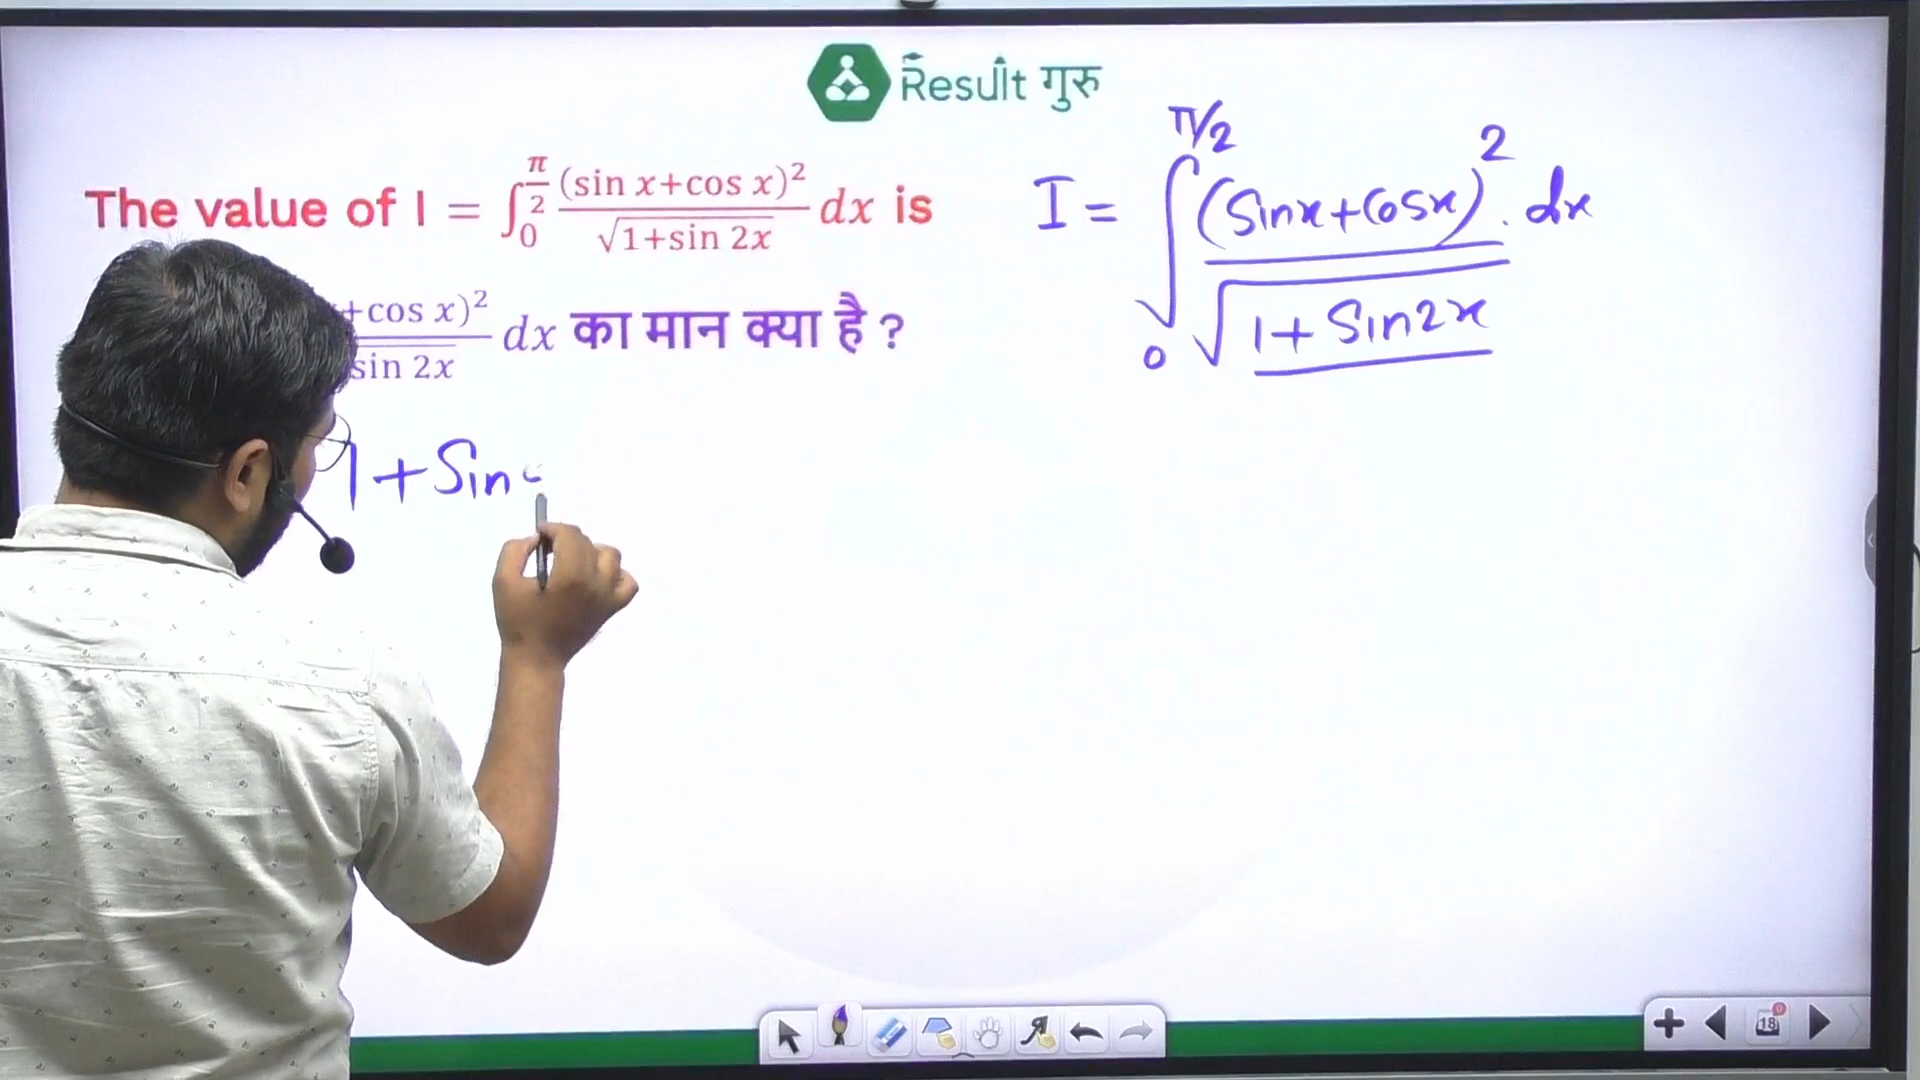 Result गुरु
The value of I = ∫₀^(π/2) (sin x+cos x)²/√(1+sin 2x) dx is
+cos x)²/sin 2x dx का मान क्या है ?
I = ∫₀^(π/2) (Sinx+Cosx)²/√(1+Sin2x) . dx
1+Sin
18